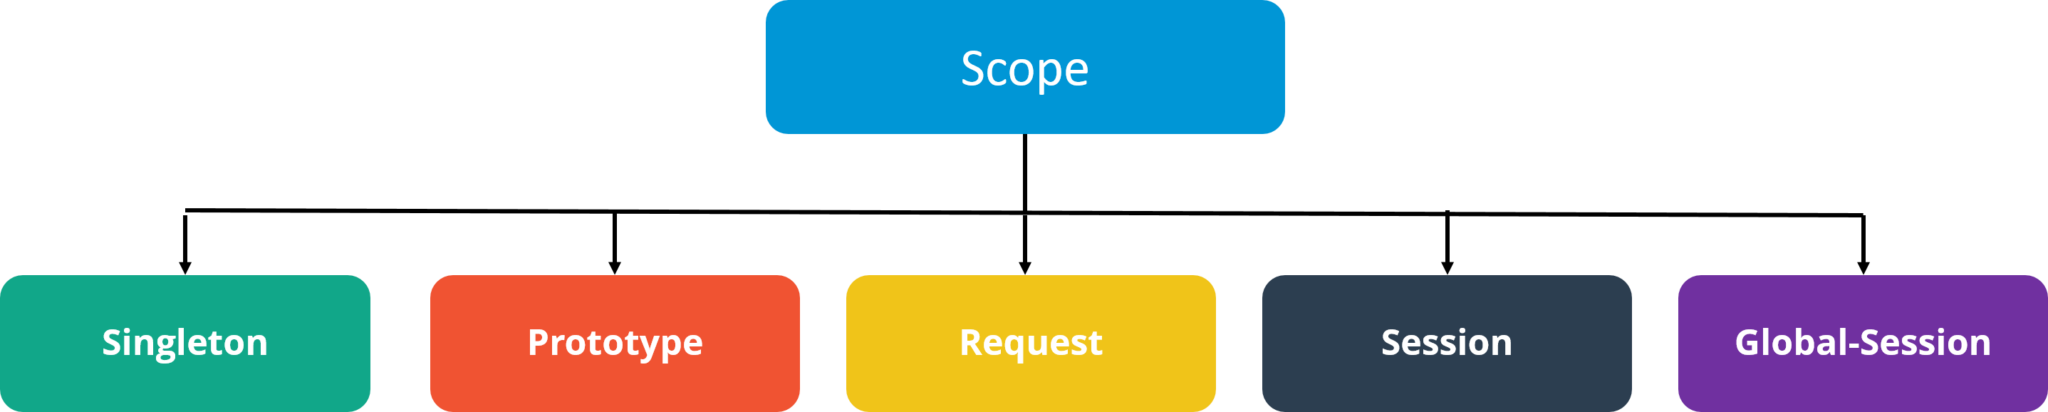 Scope
Singleton
Prototype
Request
Session
Global-Session